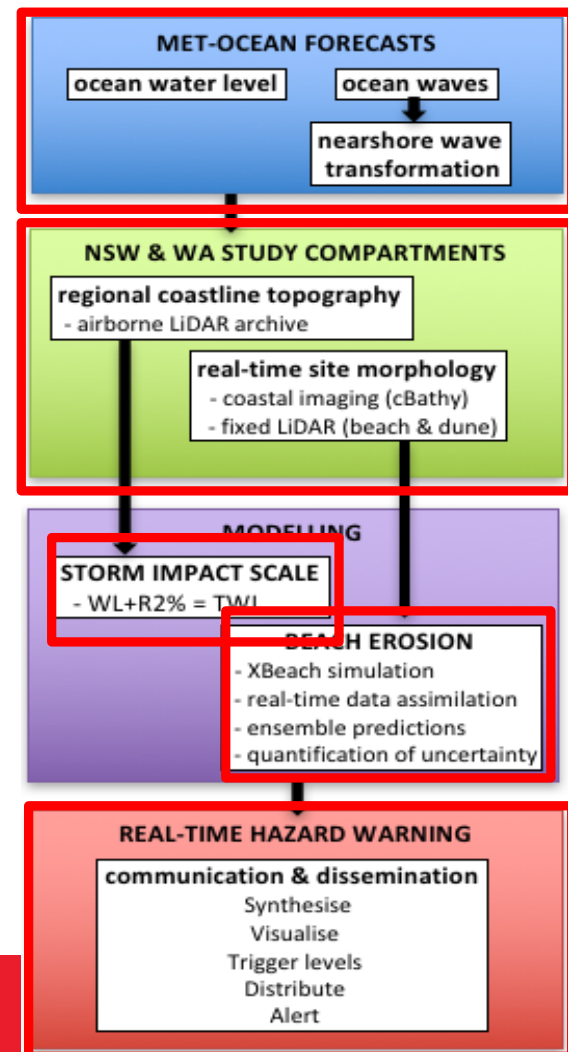 MET-OCEAN FORECASTS
ocean water level
ocean waves
nearshore wave
transformation
NSW & WA STUDY COMPARTMENTS
regional coastline topography
- airborne LiDAR archive
real-time site morphology
- coastal imaging (cBathy)
- fixed LiDAR (beach & dune)
MODELLING
STORM IMPACT SCALE
- WL+R2% = TWL
BEACH EROSION
- XBeach simulation
- real-time data assimilation
- ensemble predictions
- quantification of uncertainty
REAL-TIME HAZARD WARNING
communication & dissemination
Synthesise
Visualise
Trigger levels
Distribute
Alert